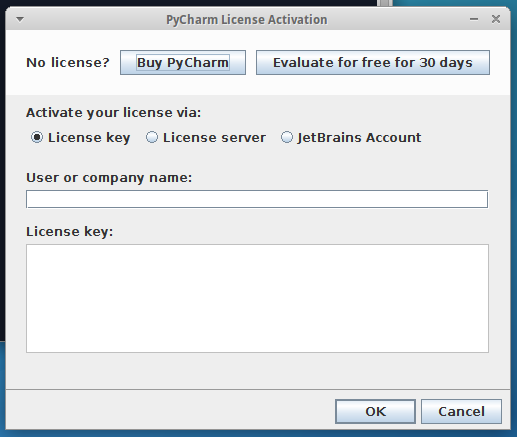 PyCharm License Activation
No license? Buy PyCharm Evaluate for free for 30 days
Activate your license via:
License key License server JetBrains Account
User or company name:
License key:
OK Cancel